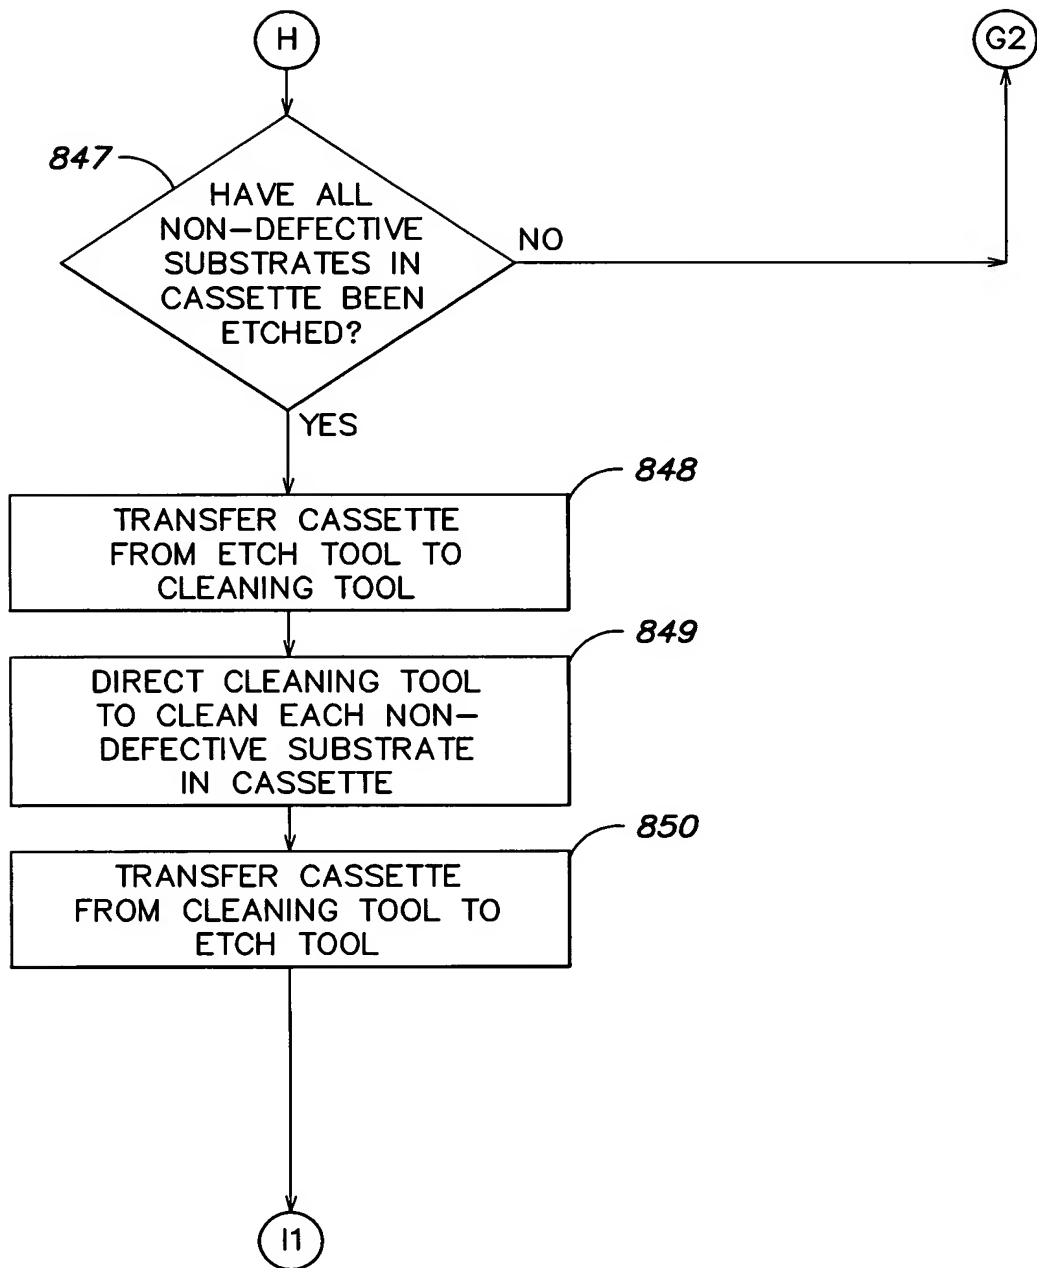 H
G2
847
HAVE ALL
NON-DEFECTIVE
SUBSTRATES IN
CASSETTE BEEN
ETCHED?
NO
YES
848
TRANSFER CASSETTE
FROM ETCH TOOL TO
CLEANING TOOL
849
DIRECT CLEANING TOOL
TO CLEAN EACH NON-
DEFECTIVE SUBSTRATE
IN CASSETTE
850
TRANSFER CASSETTE
FROM CLEANING TOOL TO
ETCH TOOL
I1